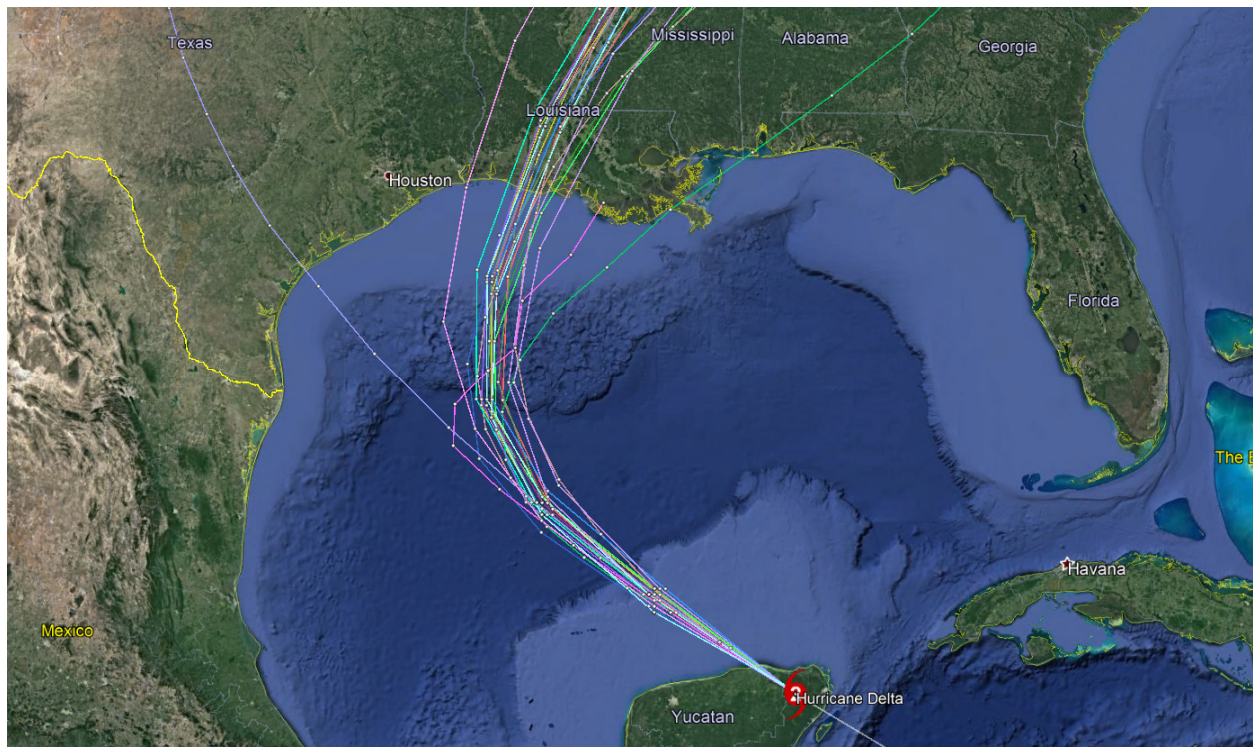 Texas
Mississippi
Alabama
Georgia
Louisiana
Houston
Florida
The B
Havana
Mexico
Hurricane Delta
Yucatan